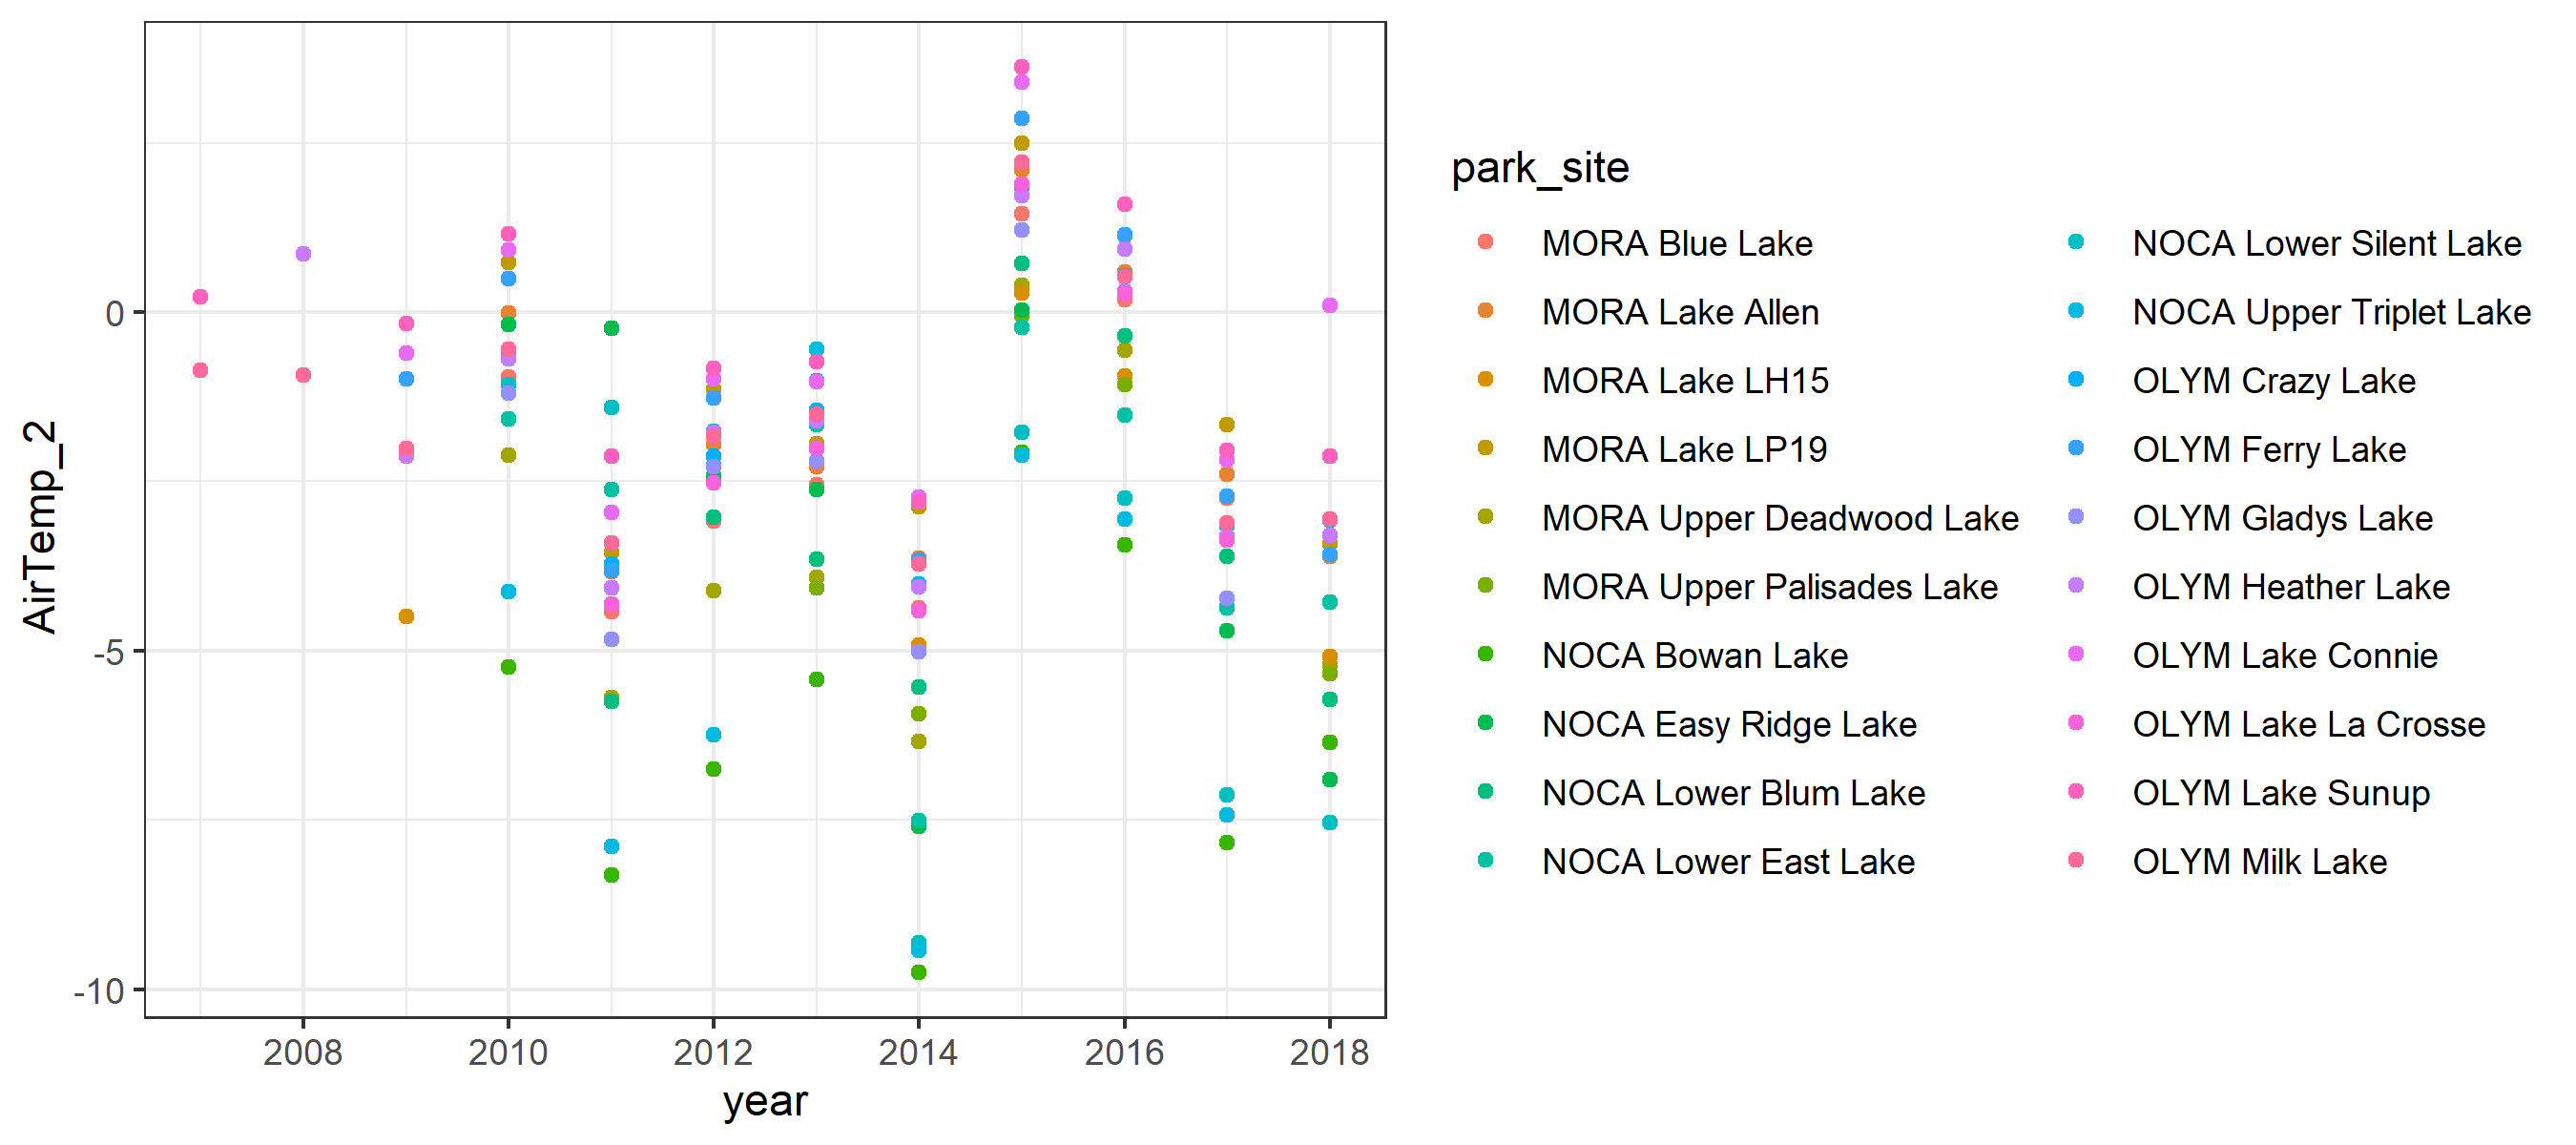 0
-5
-10
AirTemp_2
2008
2010
2012
2014
2016
2018
year
park_site
MORA Blue Lake
MORA Lake Allen
MORA Lake LH15
MORA Lake LP19
MORA Upper Deadwood Lake
MORA Upper Palisades Lake
NOCA Bowan Lake
NOCA Easy Ridge Lake
NOCA Lower Blum Lake
NOCA Lower East Lake
NOCA Lower Silent Lake
NOCA Upper Triplet Lake
OLYM Crazy Lake
OLYM Ferry Lake
OLYM Gladys Lake
OLYM Heather Lake
OLYM Lake Connie
OLYM Lake La Crosse
OLYM Lake Sunup
OLYM Milk Lake